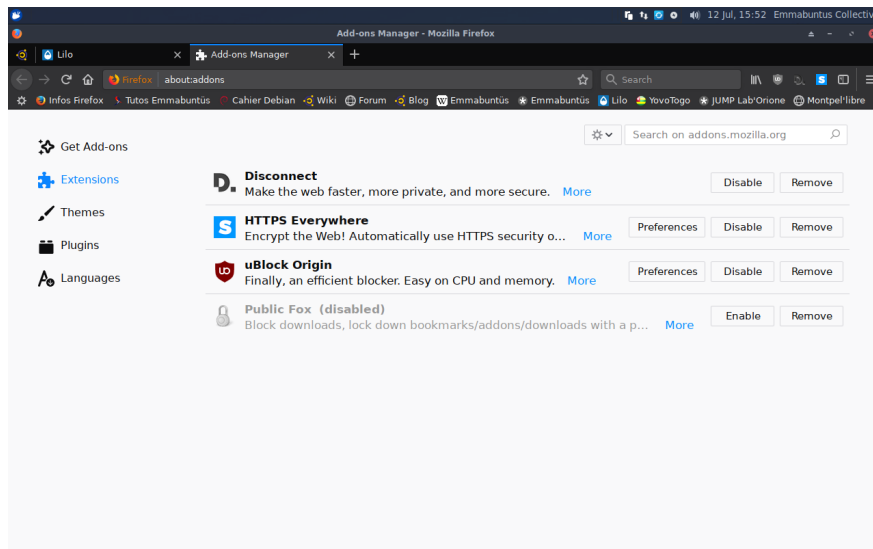 12 Jul, 15:52 Emmabuntus Collectiv
Add-ons Manager - Mozilla Firefox
Lilo Add-ons Manager
Firefox about:addons Search
Infos Firefox Tutos Emmabuntüs Cahier Debian Wiki Forum Blog Emmabuntüs Emmabuntüs Lilo YovoTogo JUMP Lab'Orione Montpel'libre
Search on addons.mozilla.org
Get Add-ons
Extensions
Themes
Plugins
Languages
Disconnect
Make the web faster, more private, and more secure. More
Disable Remove
HTTPS Everywhere
Encrypt the Web! Automatically use HTTPS security o... More
Preferences Disable Remove
uBlock Origin
Finally, an efficient blocker. Easy on CPU and memory. More
Preferences Disable Remove
Public Fox (disabled)
Block downloads, lock down bookmarks/addons/downloads with a p... More
Enable Remove